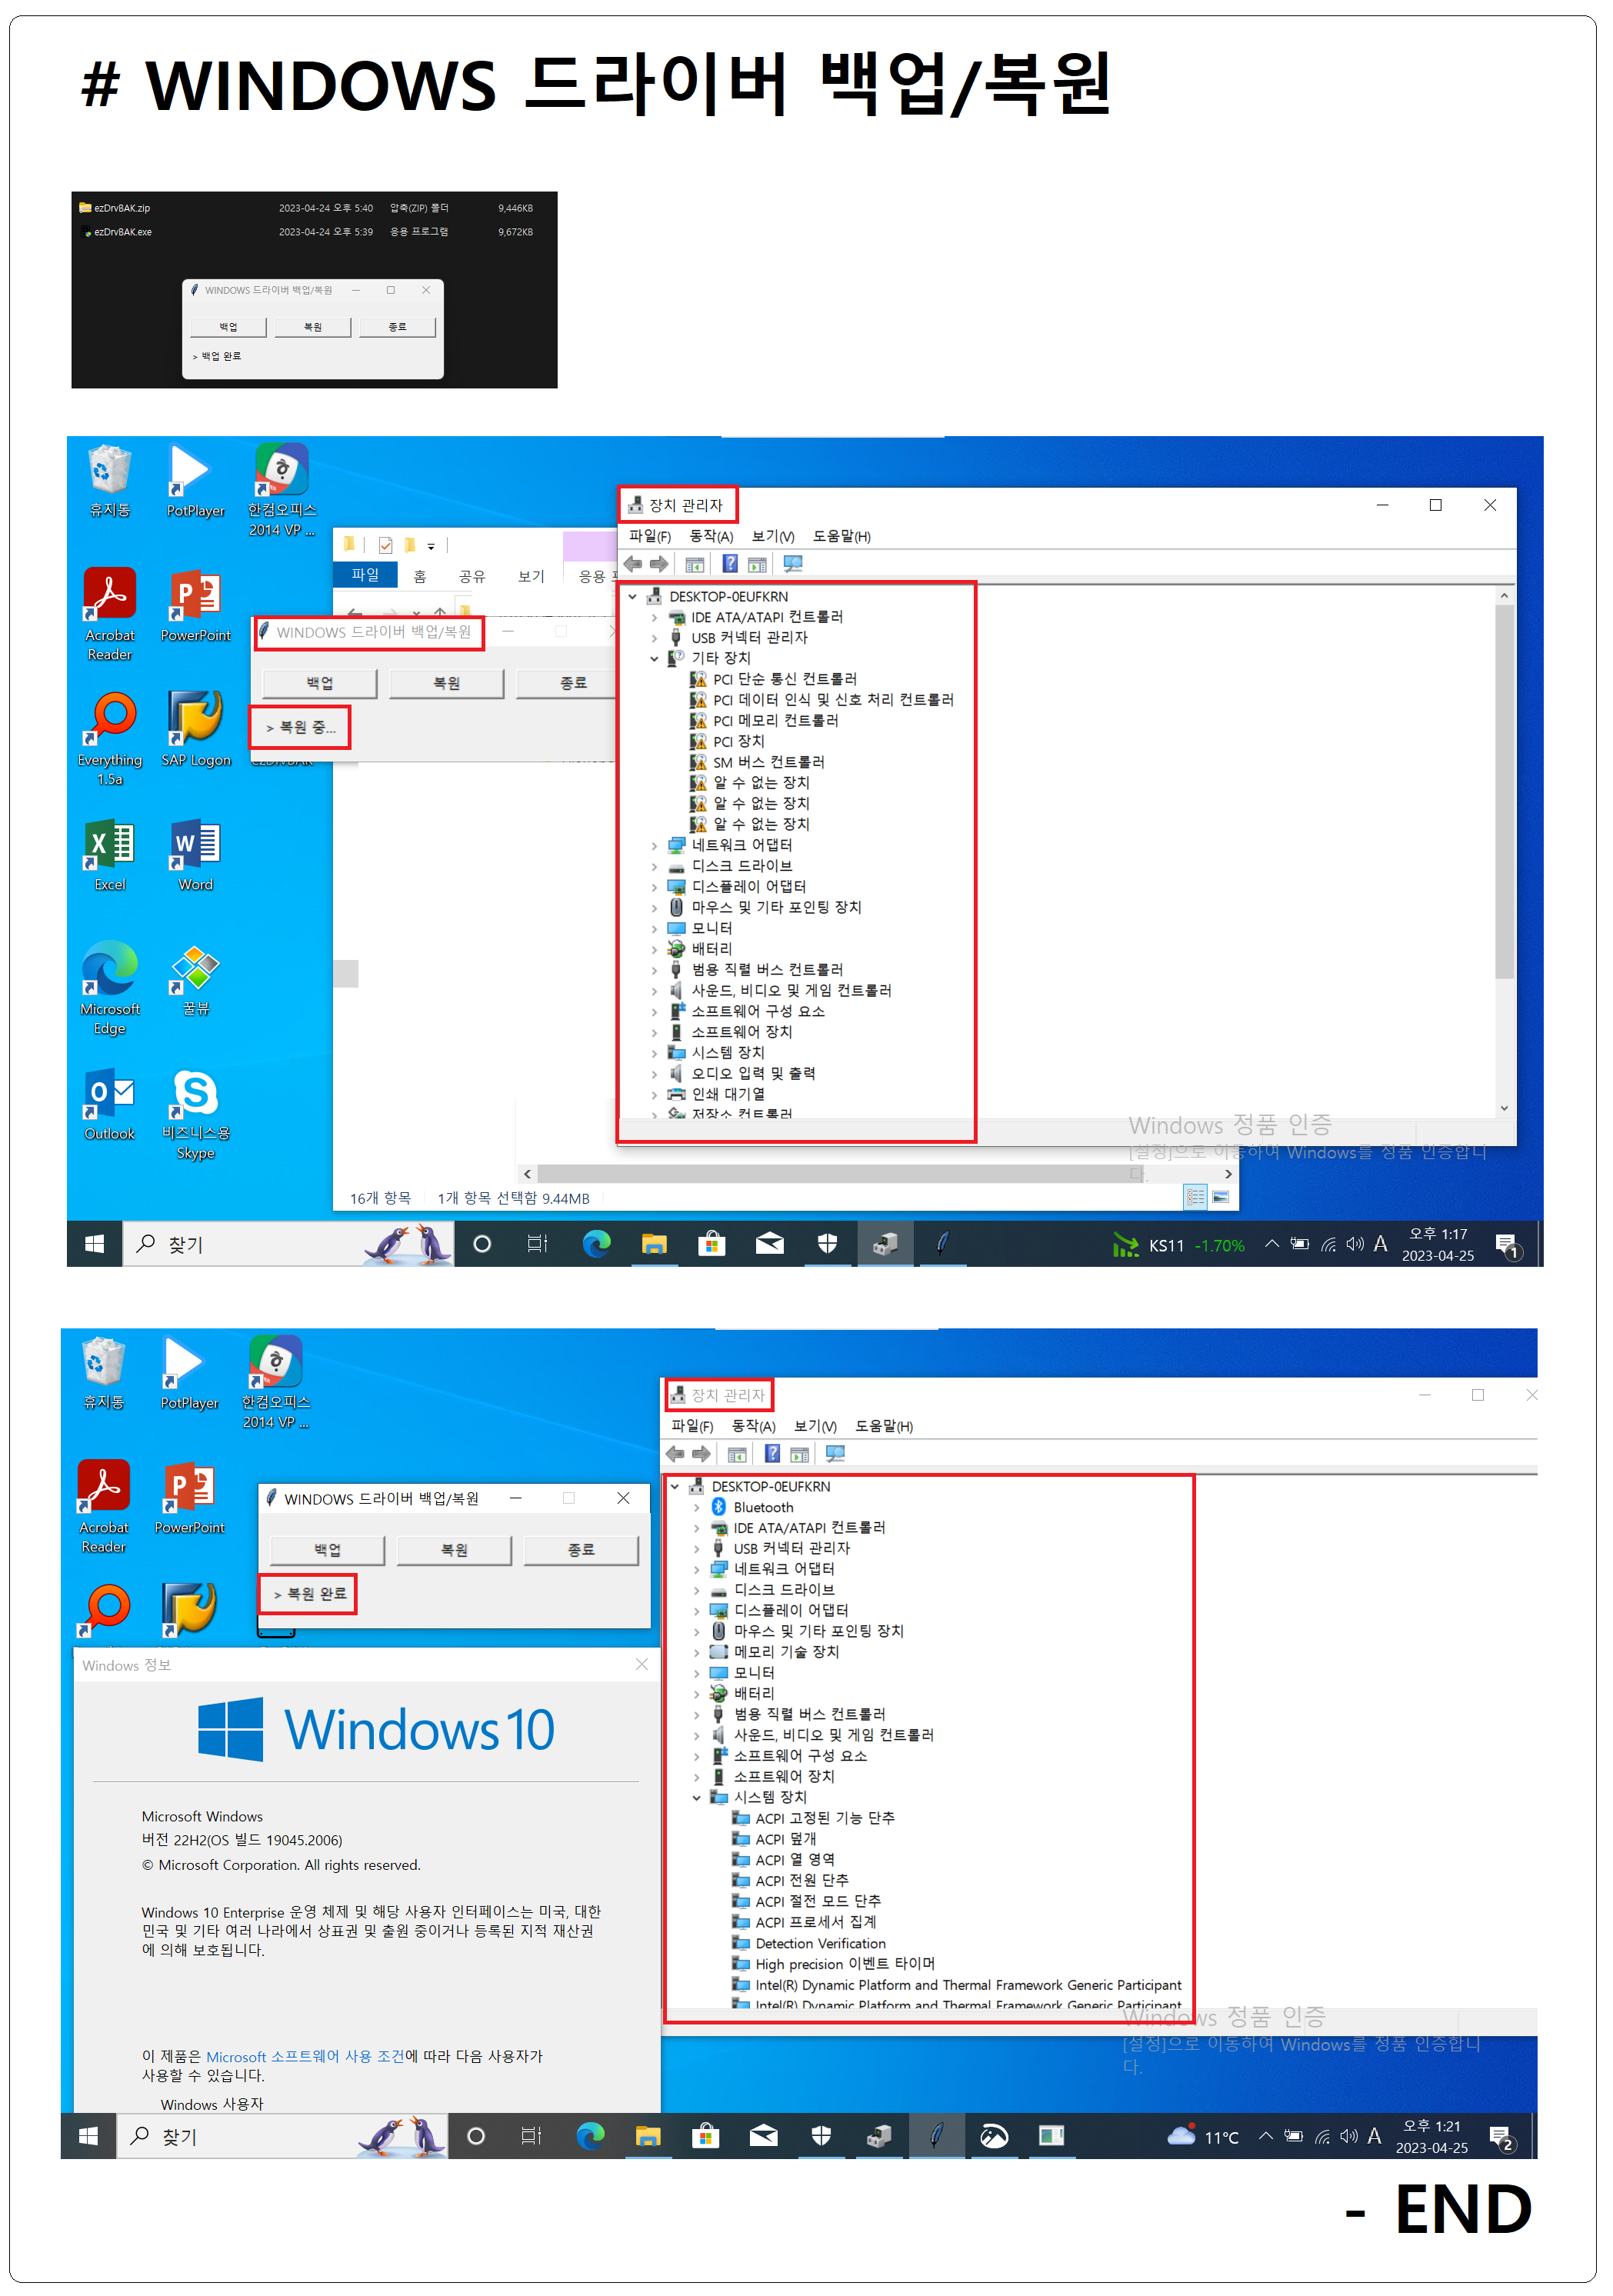 # WINDOWS 드라이버 백업/복원
ezDrvBAK.zip 2023-04-24 오후 5:40 압축(ZIP) 폴더 9,446KB
ezDrvBAK.exe 2023-04-24 오후 5:39 응용 프로그램 9,672KB
WINDOWS 드라이버 백업/복원
백업 복원 종료
> 백업 완료
휴지통 PotPlayer 한컴오피스
2014 VP ...
Acrobat
Reader
PowerPoint
Everything
1.5a
SAP Logon
ezDrvBAK
Excel Word
Microsoft
Edge
꿀뷰
Outlook
비즈니스용
Skype
파일 홈 공유 보기 응용
WINDOWS 드라이버 백업/복원
백업 복원 종료
> 복원 중...
16개 항목 1개 항목 선택함 9.44MB
장치 관리자
파일(F) 동작(A) 보기(V) 도움말(H)
DESKTOP-0EUFKRN
IDE ATA/ATAPI 컨트롤러
USB 커넥터 관리자
기타 장치
PCI 단순 통신 컨트롤러
PCI 데이터 인식 및 신호 처리 컨트롤러
PCI 메모리 컨트롤러
PCI 장치
SM 버스 컨트롤러
알 수 없는 장치
알 수 없는 장치
알 수 없는 장치
네트워크 어댑터
디스크 드라이브
디스플레이 어댑터
마우스 및 기타 포인팅 장치
모니터
배터리
범용 직렬 버스 컨트롤러
사운드, 비디오 및 게임 컨트롤러
소프트웨어 구성 요소
소프트웨어 장치
시스템 장치
오디오 입력 및 출력
인쇄 대기열
저장소 컨트롤러
Windows 정품 인증
[설정]으로 이동하여 Windows를 정품 인증합니
다.
찾기
KS11 -1.70%
A
오후 1:17
2023-04-25
1
휴지통 PotPlayer 한컴오피스
2014 VP ...
Acrobat
Reader
PowerPoint
WINDOWS 드라이버 백업/복원
백업 복원 종료
> 복원 완료
Windows 정보
Windows 10
Microsoft Windows
버전 22H2(OS 빌드 19045.2006)
© Microsoft Corporation. All rights reserved.
Windows 10 Enterprise 운영 체제 및 해당 사용자 인터페이스는 미국, 대한
민국 및 기타 여러 나라에서 상표권 및 출원 중이거나 등록된 지적 재산권
에 의해 보호됩니다.
이 제품은 Microsoft 소프트웨어 사용 조건에 따라 다음 사용자가
사용할 수 있습니다.
Windows 사용자
장치 관리자
파일(F) 동작(A) 보기(V) 도움말(H)
DESKTOP-0EUFKRN
Bluetooth
IDE ATA/ATAPI 컨트롤러
USB 커넥터 관리자
네트워크 어댑터
디스크 드라이브
디스플레이 어댑터
마우스 및 기타 포인팅 장치
메모리 기술 장치
모니터
배터리
범용 직렬 버스 컨트롤러
사운드, 비디오 및 게임 컨트롤러
소프트웨어 구성 요소
소프트웨어 장치
시스템 장치
ACPI 고정된 기능 단추
ACPI 덮개
ACPI 열 영역
ACPI 전원 단추
ACPI 절전 모드 단추
ACPI 프로세서 집계
Detection Verification
High precision 이벤트 타이머
Intel(R) Dynamic Platform and Thermal Framework Generic Participant
Intel(R) Dynamic Platform and Thermal Framework Generic Participant
Windows 정품 인증
[설정]으로 이동하여 Windows를 정품 인증합니
다.
찾기
11℃
A
오후 1:21
2023-04-25
2
- END